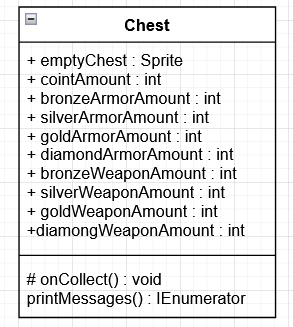 Chest
+ emptyChest : Sprite
+ cointAmount : int
+ bronzeArmorAmount : int
+ silverArmorAmount : int
+ goldArmorAmount : int
+ diamondArmorAmount : int
+ bronzeWeaponAmount : int
+ silverWeaponAmount : int
+ goldWeaponAmount : int
+diamongWeaponAmount : int
# onCollect() : void
printMessages() : IEnumerator